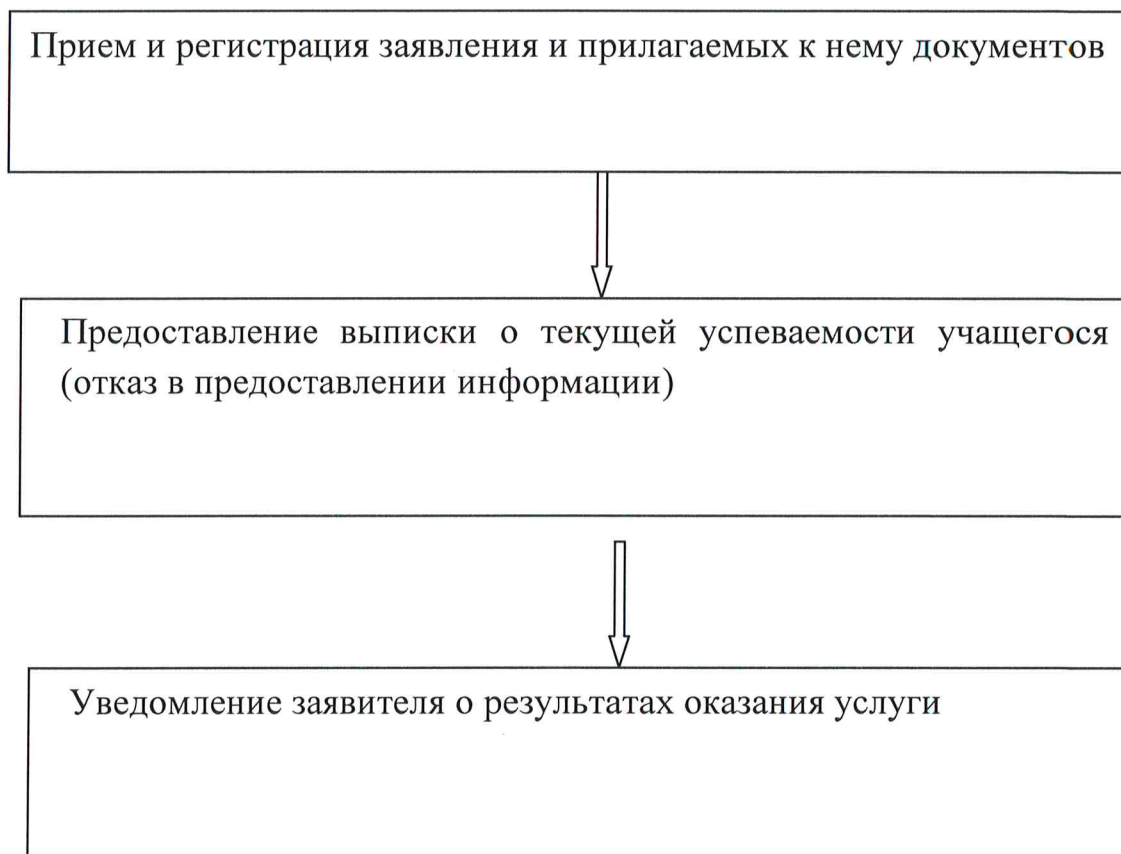 Прием и регистрация заявления и прилагаемых к нему документов
Предоставление выписки о текущей успеваемости учащегося
(отказ в предоставлении информации)
Уведомление заявителя о результатах оказания услуги